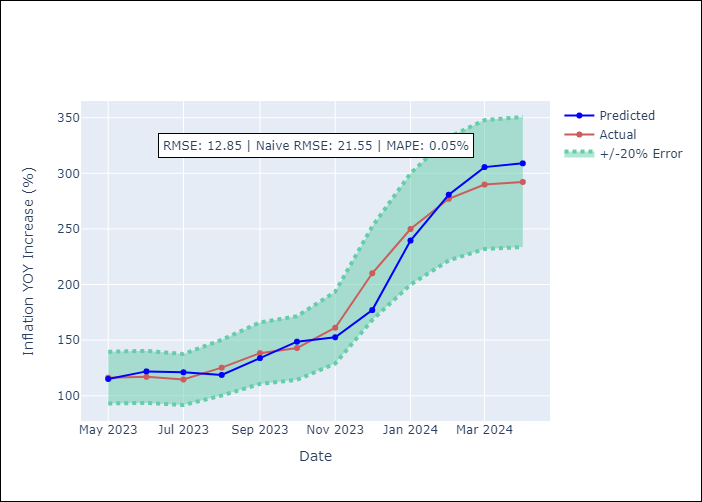 RMSE: 12.85 | Naive RMSE: 21.55 | MAPE: 0.05%
Predicted
Actual
+/-20% Error
Inflation YOY Increase (%)
350
300
250
200
150
100
May 2023
Jul 2023
Sep 2023
Nov 2023
Jan 2024
Mar 2024
Date